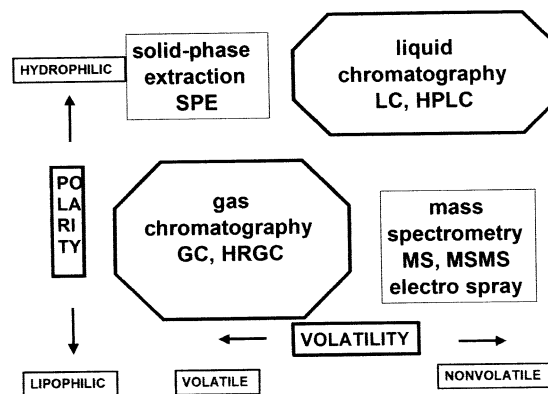 solid-phase
extraction
SPE
liquid
chromatography
LC, HPLC
HYDROPHILIC
PO
LA
RI
TY
gas
chromatography
GC, HRGC
mass
spectrometry
MS, MSMS
electro spray
VOLATILITY
LIPOPHILIC
VOLATILE
NONVOLATILE